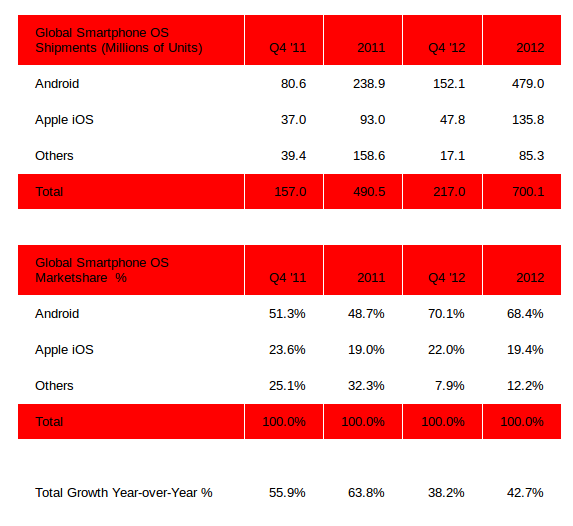 Global Smartphone OS
Shipments (Millions of Units) Q4 '11 2011 Q4 '12 2012
Android 80.6 238.9 152.1 479.0
Apple iOS 37.0 93.0 47.8 135.8
Others 39.4 158.6 17.1 85.3
Total 157.0 490.5 217.0 700.1
Global Smartphone OS
Marketshare % Q4 '11 2011 Q4 '12 2012
Android 51.3% 48.7% 70.1% 68.4%
Apple iOS 23.6% 19.0% 22.0% 19.4%
Others 25.1% 32.3% 7.9% 12.2%
Total 100.0% 100.0% 100.0% 100.0%
Total Growth Year-over-Year % 55.9% 63.8% 38.2% 42.7%